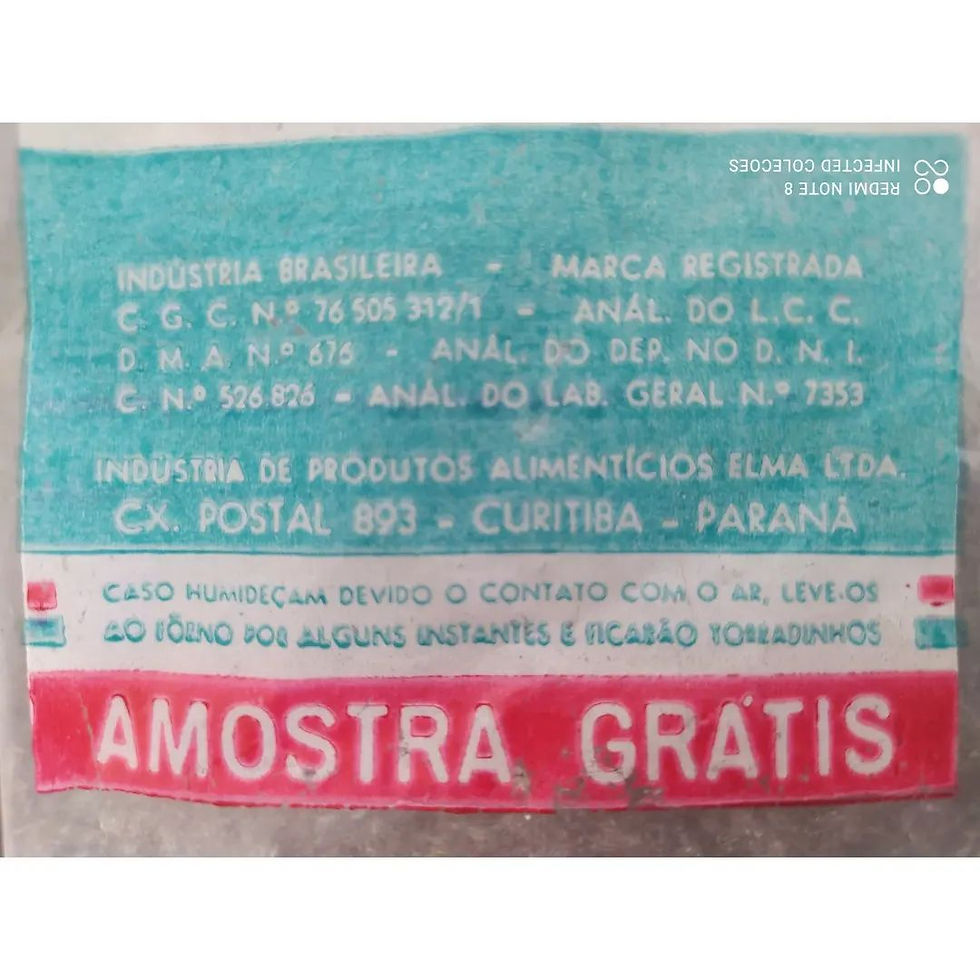 INDÚSTRIA BRASILEIRA - MARCA REGISTRADA
C. G. C. N.º 76 505 312/1 - ANÁL. DO L. C. C.
D. M. A. N.º 676 - ANÁL. DO DEP. NO D. N. I.
C. N.º 526.826 - ANÁL. DO LAB. GERAL N.º 7353
INDÚSTRIA DE PRODUTOS ALIMENTÍCIOS ELMA LTDA.
CX. POSTAL 893 - CURITIBA - PARANÁ
CASO HUMIDEÇAM DEVIDO O CONTATO COM O AR, LEVE-OS
AO FÔRNO POR ALGUNS INSTANTES E FICARÃO TORRADINHOS
AMOSTRA GRÁTIS
REDMI NOTE 8
INFECTED COLECOES